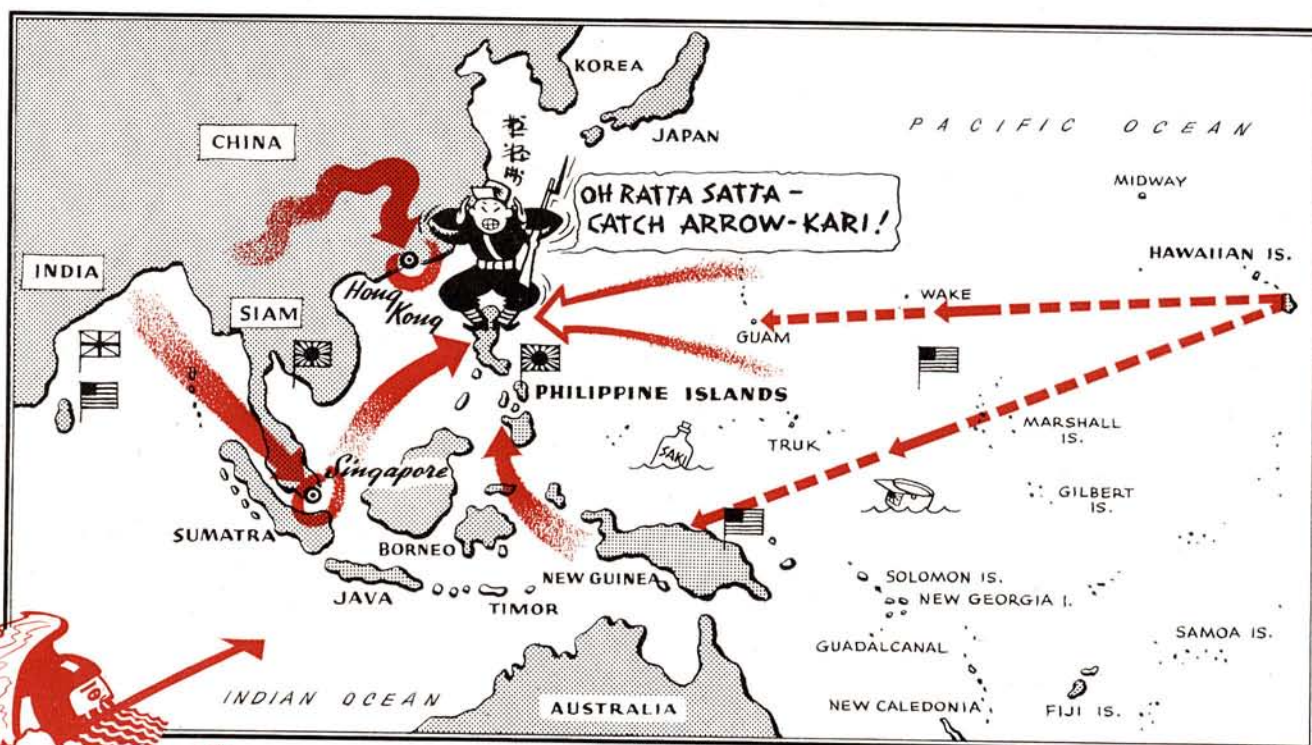 KOREA
JAPAN
CHINA
PACIFIC OCEAN
OH RATTA SATTA –
CATCH ARROW-KARI!
MIDWAY
HAWAIIAN IS.
INDIA
Hong
Kong
SIAM
WAKE
GUAM
PHILIPPINE ISLANDS
MARSHALL
IS.
TRUK
SAKI
Singapore
GILBERT
IS.
SUMATRA
BORNEO
NEW GUINEA
JAVA
TIMOR
SOLOMON IS.
NEW GEORGIA I.
GUADALCANAL
SAMOA IS.
INDIAN OCEAN
AUSTRALIA
NEW CALEDONIA
FIJI IS.